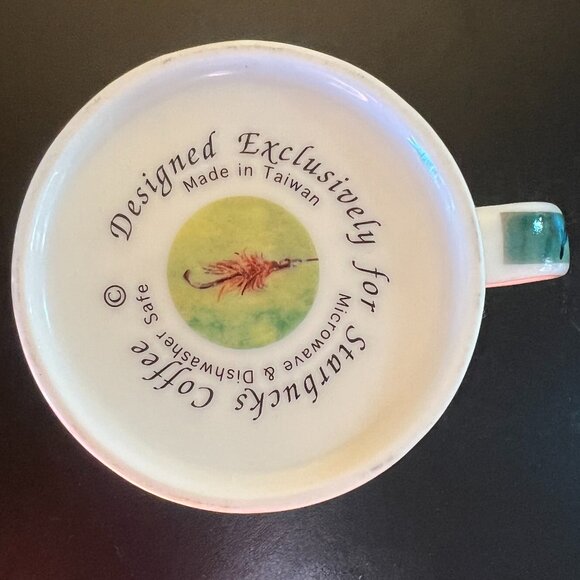 © Designed Exclusively for Starbucks Coffee
Made in Taiwan
Microwave & Dishwasher Safe